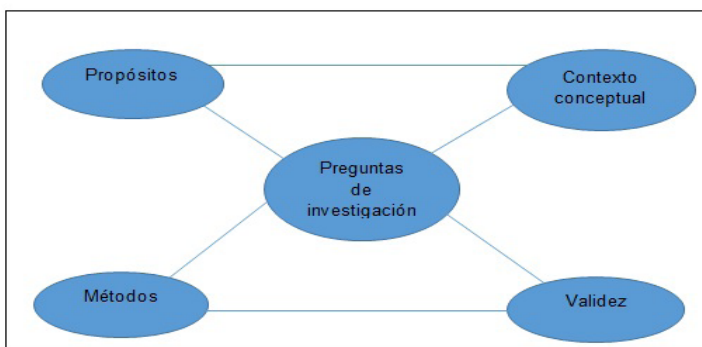 Propósitos
Contexto
conceptual
Preguntas
de
investigación
Métodos
Validez